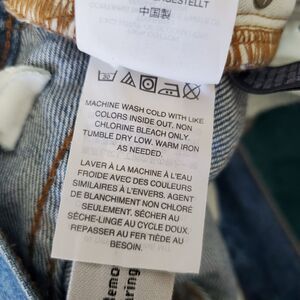 中国製
30
MACHINE WASH COLD WITH LIKE
COLORS INSIDE OUT. NON
CHLORINE BLEACH ONLY.
TUMBLE DRY LOW. WARM IRON
AS NEEDED.
LAVER À LA MACHINE À L'EAU
FROIDE AVEC DES COULEURS
SIMILAIRES À L'ENVERS. AGENT
DE BLANCHIMENT NON CHLORÉ
SEULEMENT. SÉCHER AU
SÈCHE-LINGE AU CYCLE DOUX.
REPASSER AU FER TIÈDE AU
BESOIN.